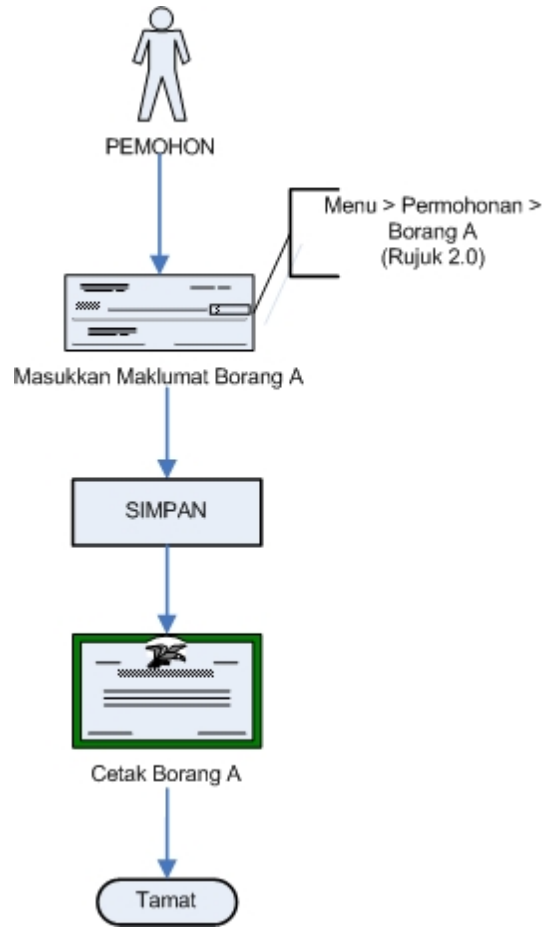 PEMOHON
Menu > Permohonan >
Borang A
(Rujuk 2.0)
Masukkan Maklumat Borang A
SIMPAN
Cetak Borang A
Tamat